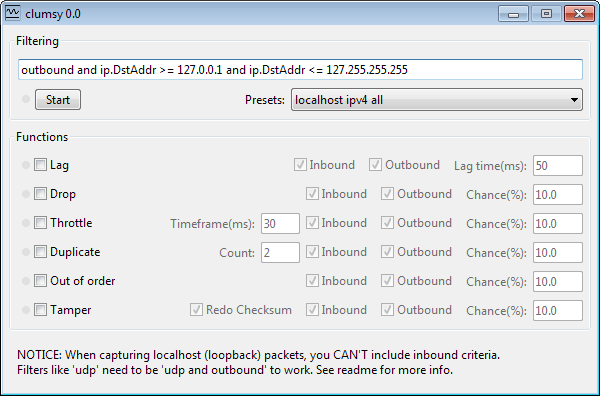 clumsy 0.0
Filtering
outbound and ip.DstAddr >= 127.0.0.1 and ip.DstAddr <= 127.255.255.255
Start Presets: localhost ipv4 all
Functions
Lag Inbound Outbound Lag time(ms): 50
Drop Inbound Outbound Chance(%): 10.0
Throttle Timeframe(ms): 30 Inbound Outbound Chance(%): 10.0
Duplicate Count: 2 Inbound Outbound Chance(%): 10.0
Out of order Inbound Outbound Chance(%): 10.0
Tamper Redo Checksum Inbound Outbound Chance(%): 10.0
NOTICE: When capturing localhost (loopback) packets, you CAN'T include inbound criteria.
Filters like 'udp' need to be 'udp and outbound' to work. See readme for more info.